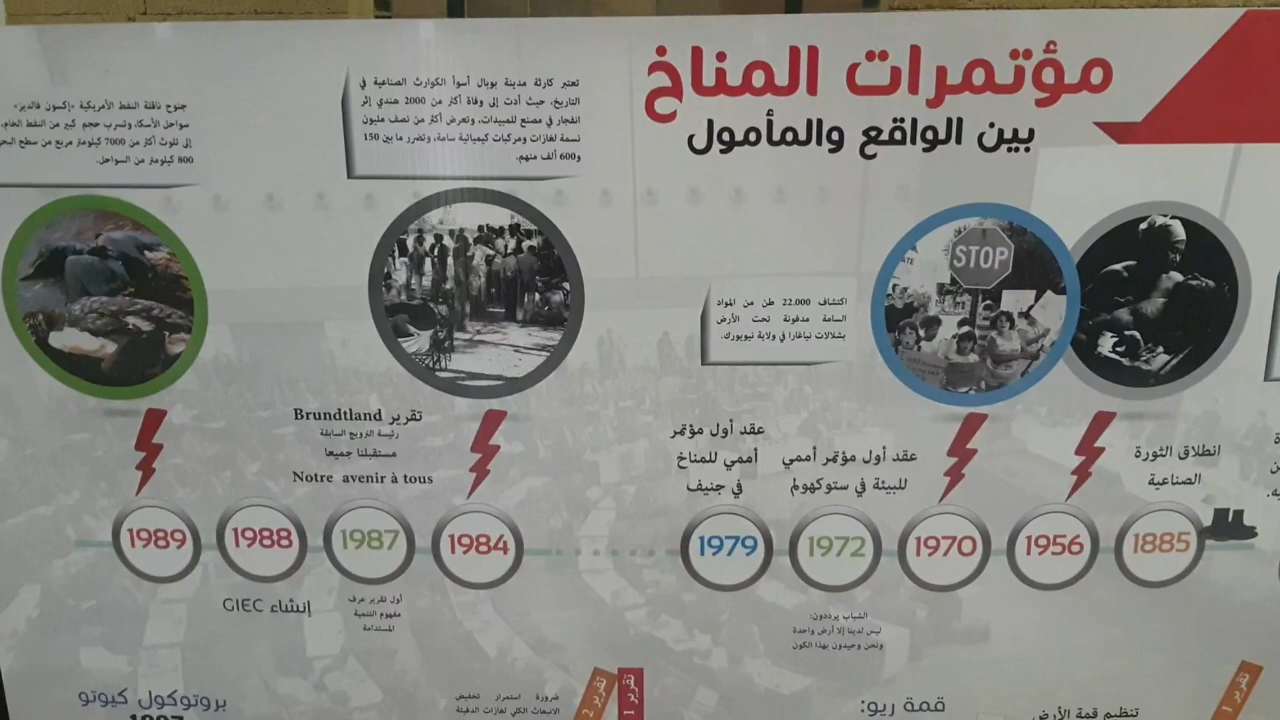 مؤتمرات المناخ
بين الواقع والمأمول
تعتبر كارثة مدينة بوبال أسوأ الكوارث الصناعية في
التاريخ، حيث أدت إلى وفاة أكثر من 2000 هندي إثر
انفجار في مصنع للمبيدات، وتعرض أكثر من نصف مليون
نسمة لغازات ومركبات كيميائية سامة، وتضرر ما بين 150
و600 ألف منهم.
جنوح ناقلة النفط الأمريكية «إكسون فالديز»
سواحل الأسكا، وتسرب حجم كبير من النفط الخام،
إلى تلوث أكثر من 7000 كيلومتر مربع من سطح
800 كيلومتر من السواحل.
STOP
اكتشاف 22.000 طن من المواد
السامة مدفونة تحت الأرض
بشلالات نياغارا في ولاية نيويورك.
انطلاق الثورة
الصناعية
عقد أول مؤتمر أممي
للبيئة في ستوكهولم
عقد أول مؤتمر
أممي للمناخ
في جنيف
تقرير Brundtland
رئيسة النرويج السابقة
مستقبلنا جميعا
Notre avenir à tous
1885
1956
1970
1972
1979
1984
1987
1988
1989
الشباب يرددون:
ليس لدينا إلا أرض واحدة
ونحن وحيدون بهذا الكون
أول تقرير عرف
مفهوم التنمية
المستدامة
إنشاء GIEC
تقرير 1
تنظيم قمة الأرض
قمة ريو:
تقرير 1
تقرير 2
ضرورة استمرار تخفيض
الانبعاث الكلي لغازات الدفيئة
بروتوكول كيوتو